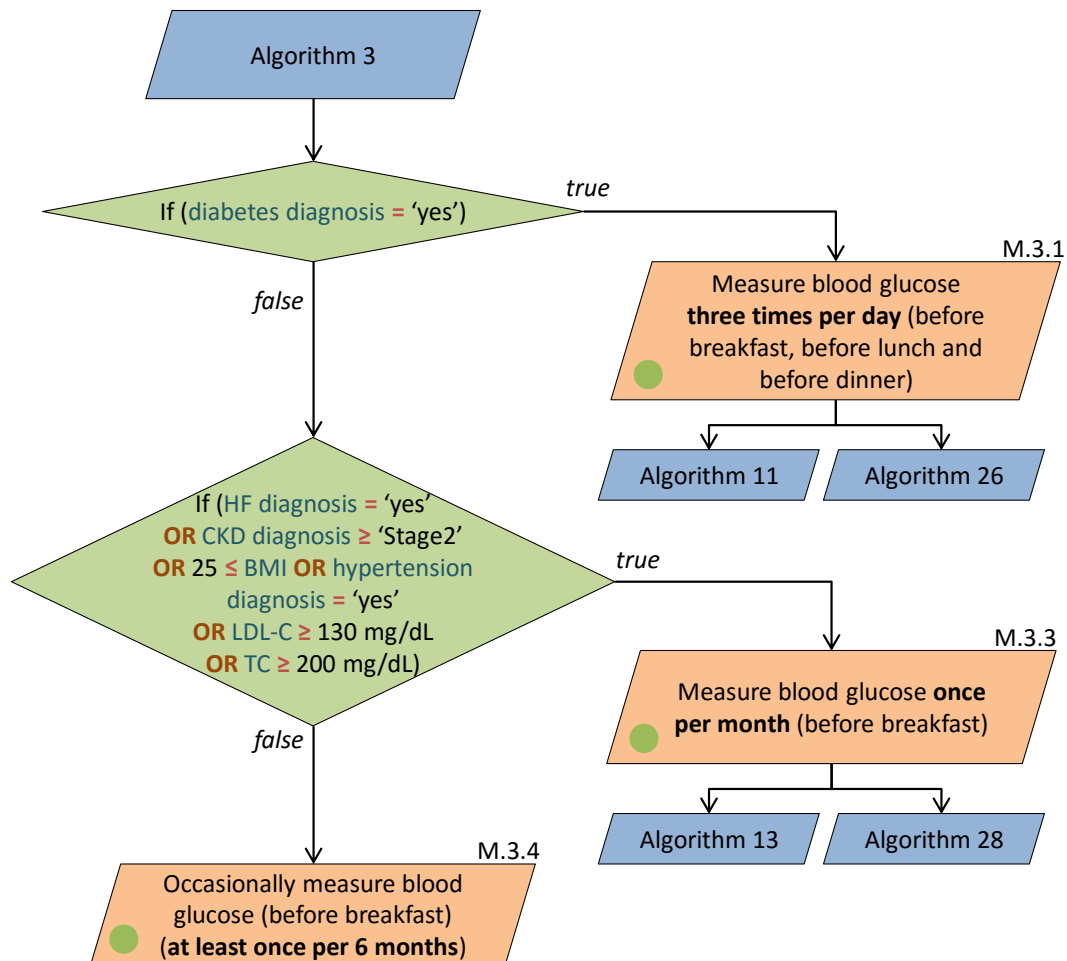 Algorithm 3
If (diabetes diagnosis = ‘yes’)
true
false
M.3.1
Measure blood glucose
three times per day (before
breakfast, before lunch and
before dinner)
Algorithm 11
Algorithm 26
If (HF diagnosis = ‘yes’
OR CKD diagnosis ≥ ‘Stage2’
OR 25 ≤ BMI OR hypertension
diagnosis = ‘yes’
OR LDL-C ≥ 130 mg/dL
OR TC ≥ 200 mg/dL)
true
false
M.3.3
Measure blood glucose once
per month (before breakfast)
Algorithm 13
Algorithm 28
M.3.4
Occasionally measure blood
glucose (before breakfast)
(at least once per 6 months)